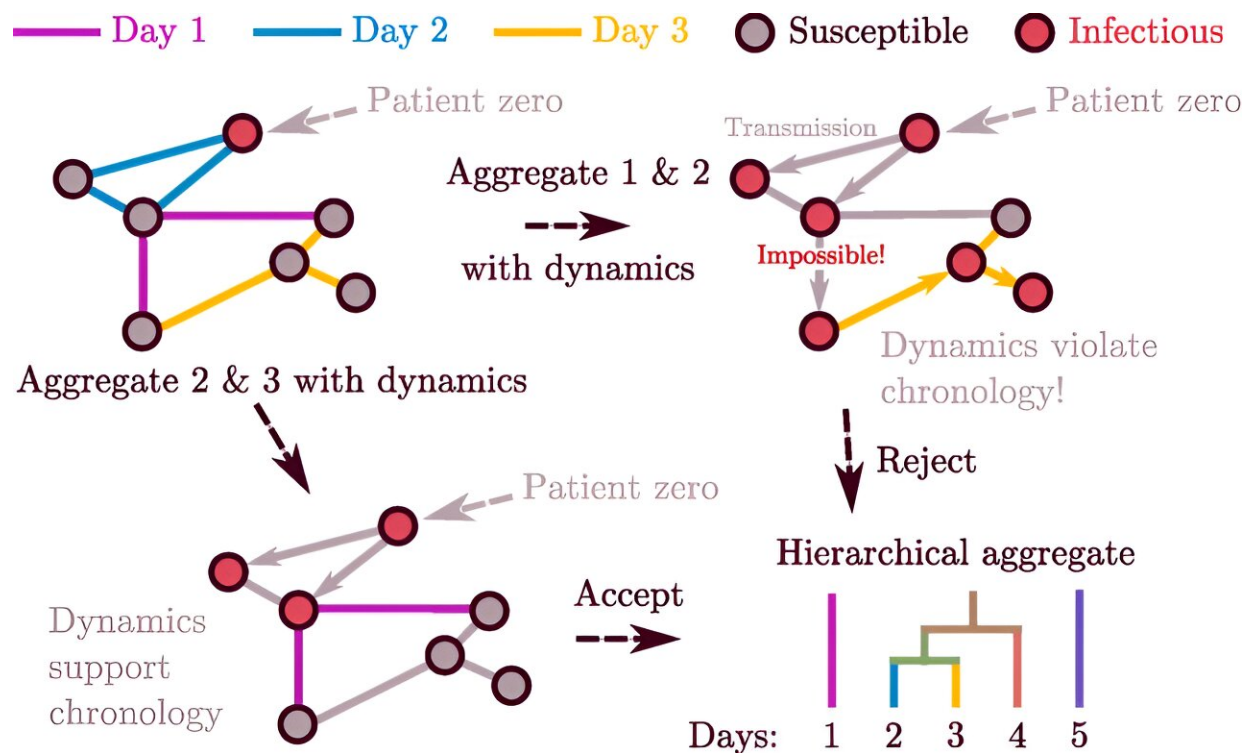 Day 1 Day 2 Day 3 Susceptible Infectious
Patient zero
Patient zero
Transmission
Aggregate 1 & 2
with dynamics
Impossible!
Dynamics violate
chronology!
Aggregate 2 & 3 with dynamics
Reject
Patient zero
Hierarchical aggregate
Accept
Dynamics
support
chronology
Days: 1 2 3 4 5